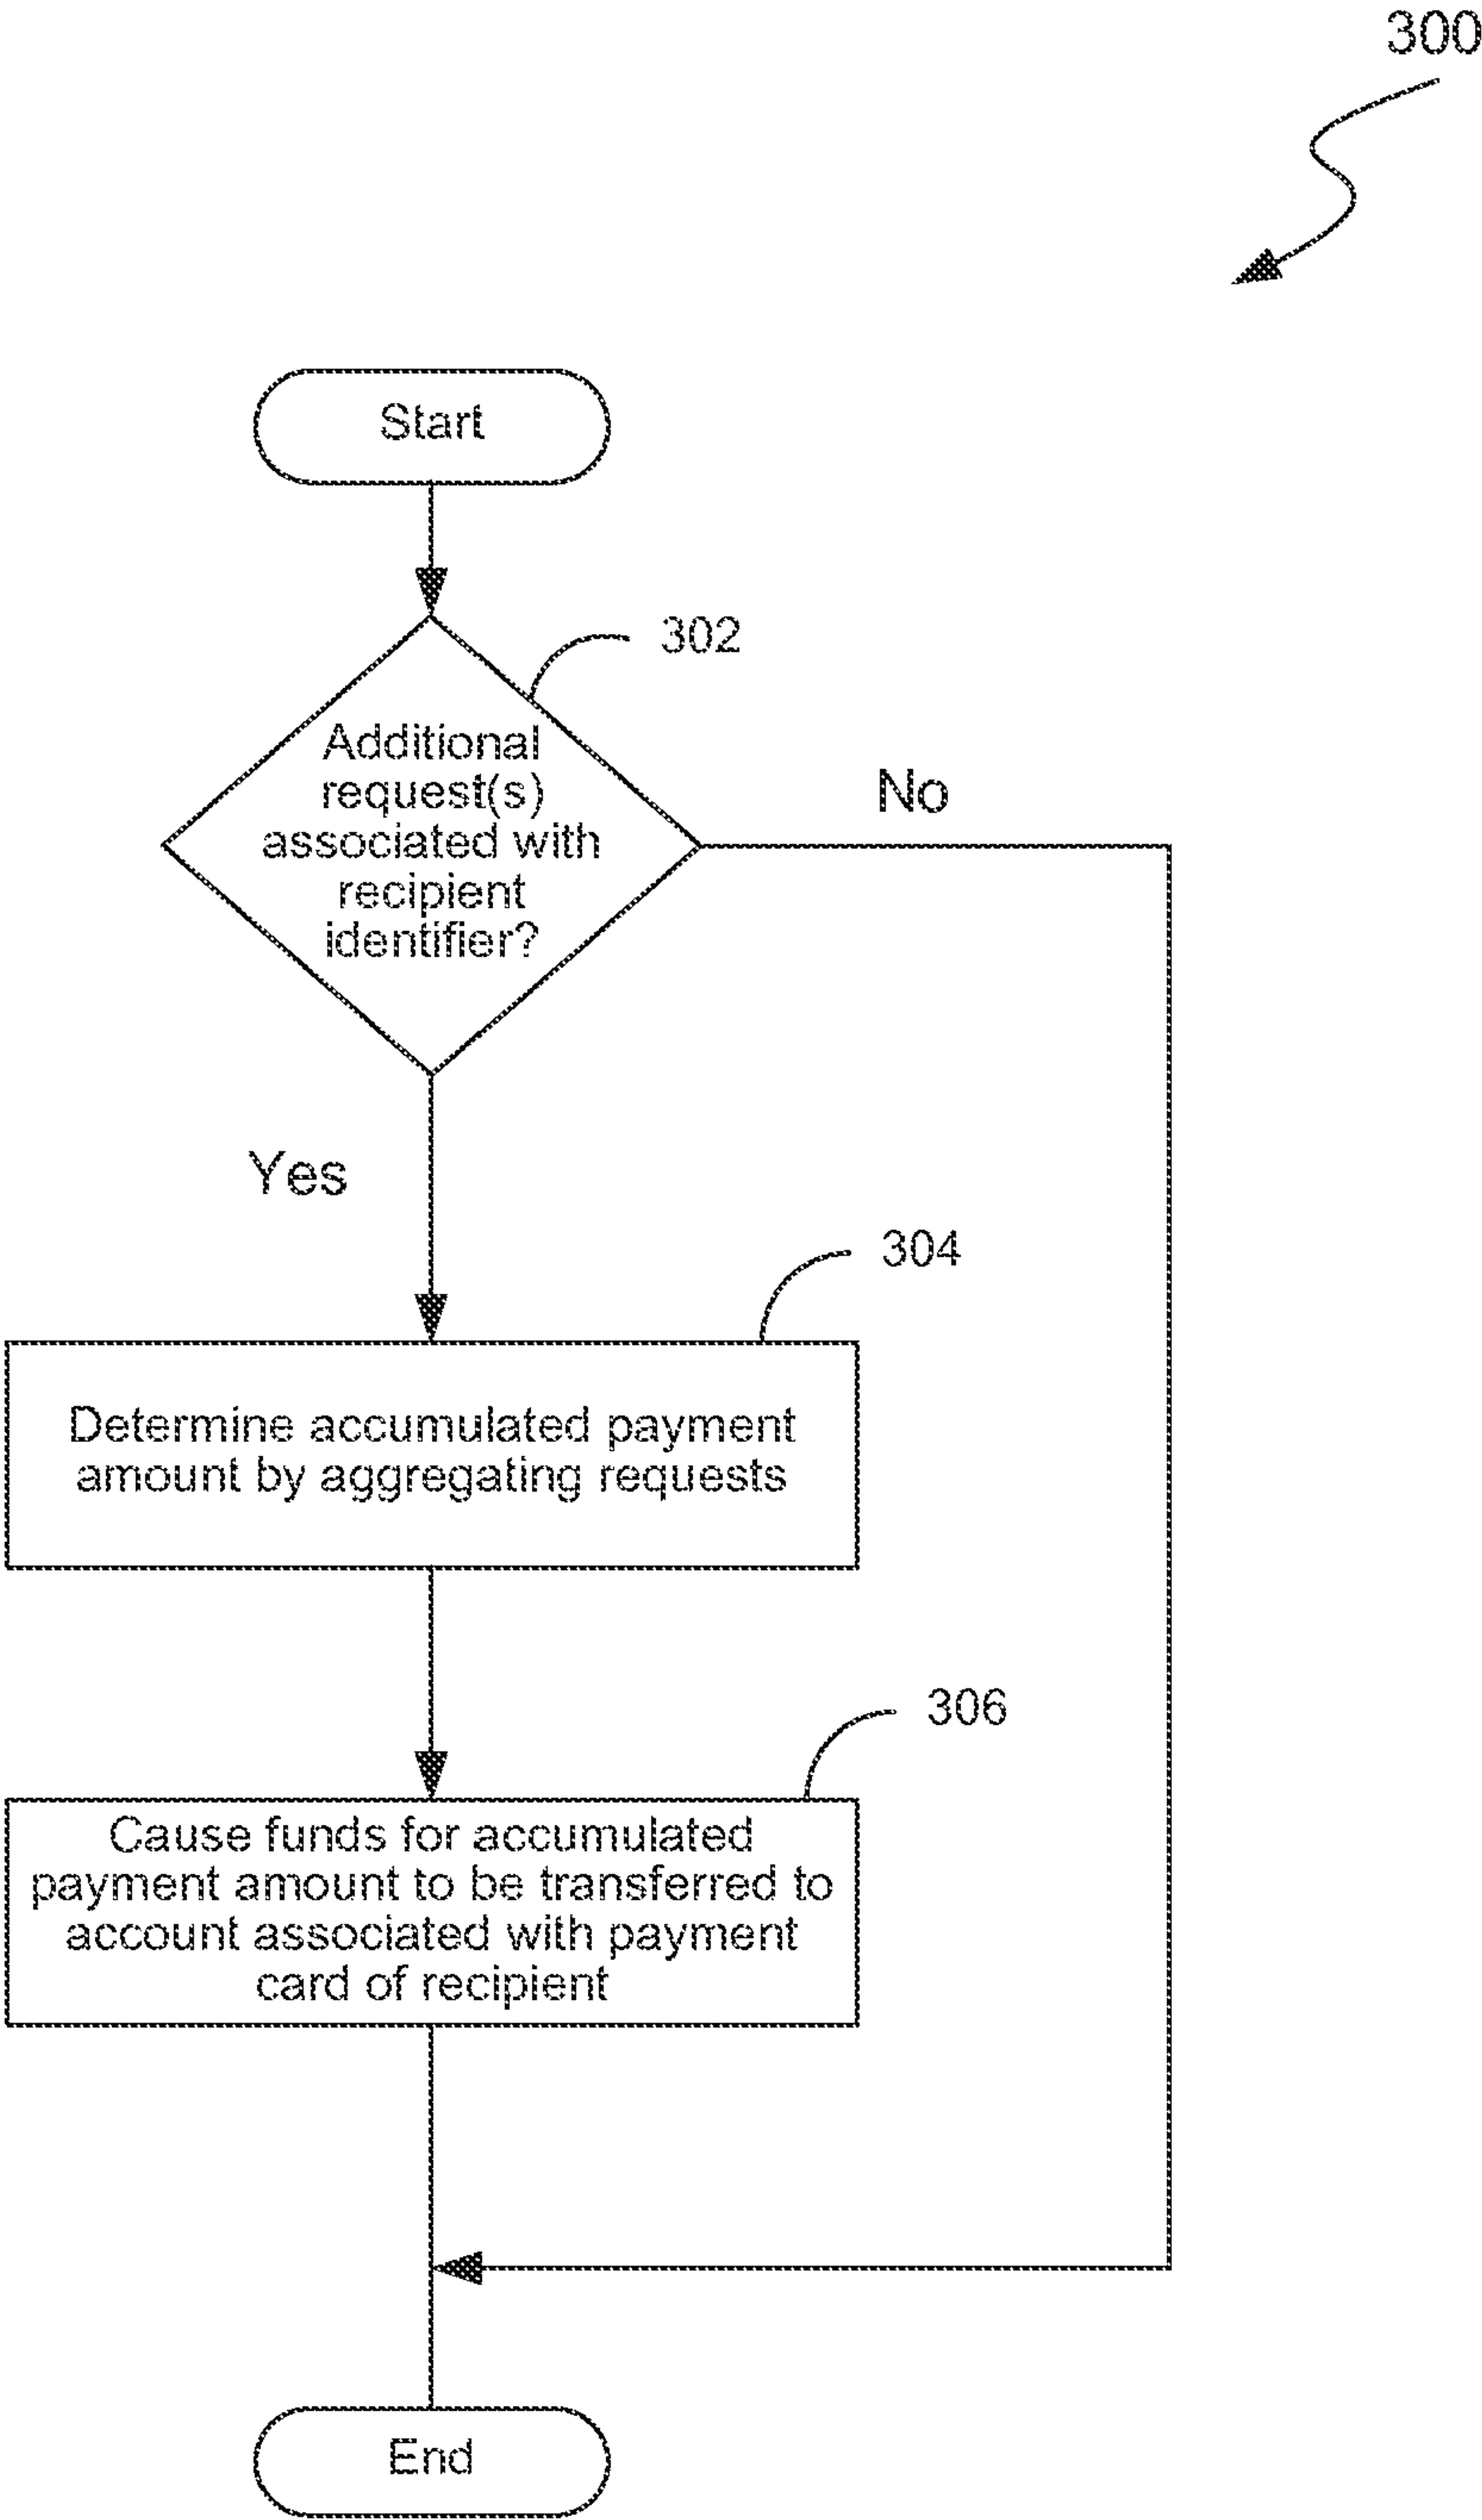 300
Start
302
Additional
request(s)
associated with
recipient
identifier?
No
Yes
304
Determine accumulated payment
amount by aggregating requests
306
Cause funds for accumulated
payment amount to be transferred to
account associated with payment
card of recipient
End